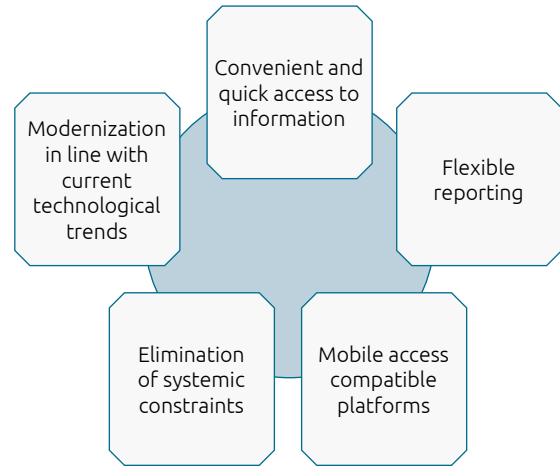 Convenient and
quick access to
information
Modernization
in line with
current
technological
trends
Flexible
reporting
Elimination
of systemic
constraints
Mobile access
compatible
platforms